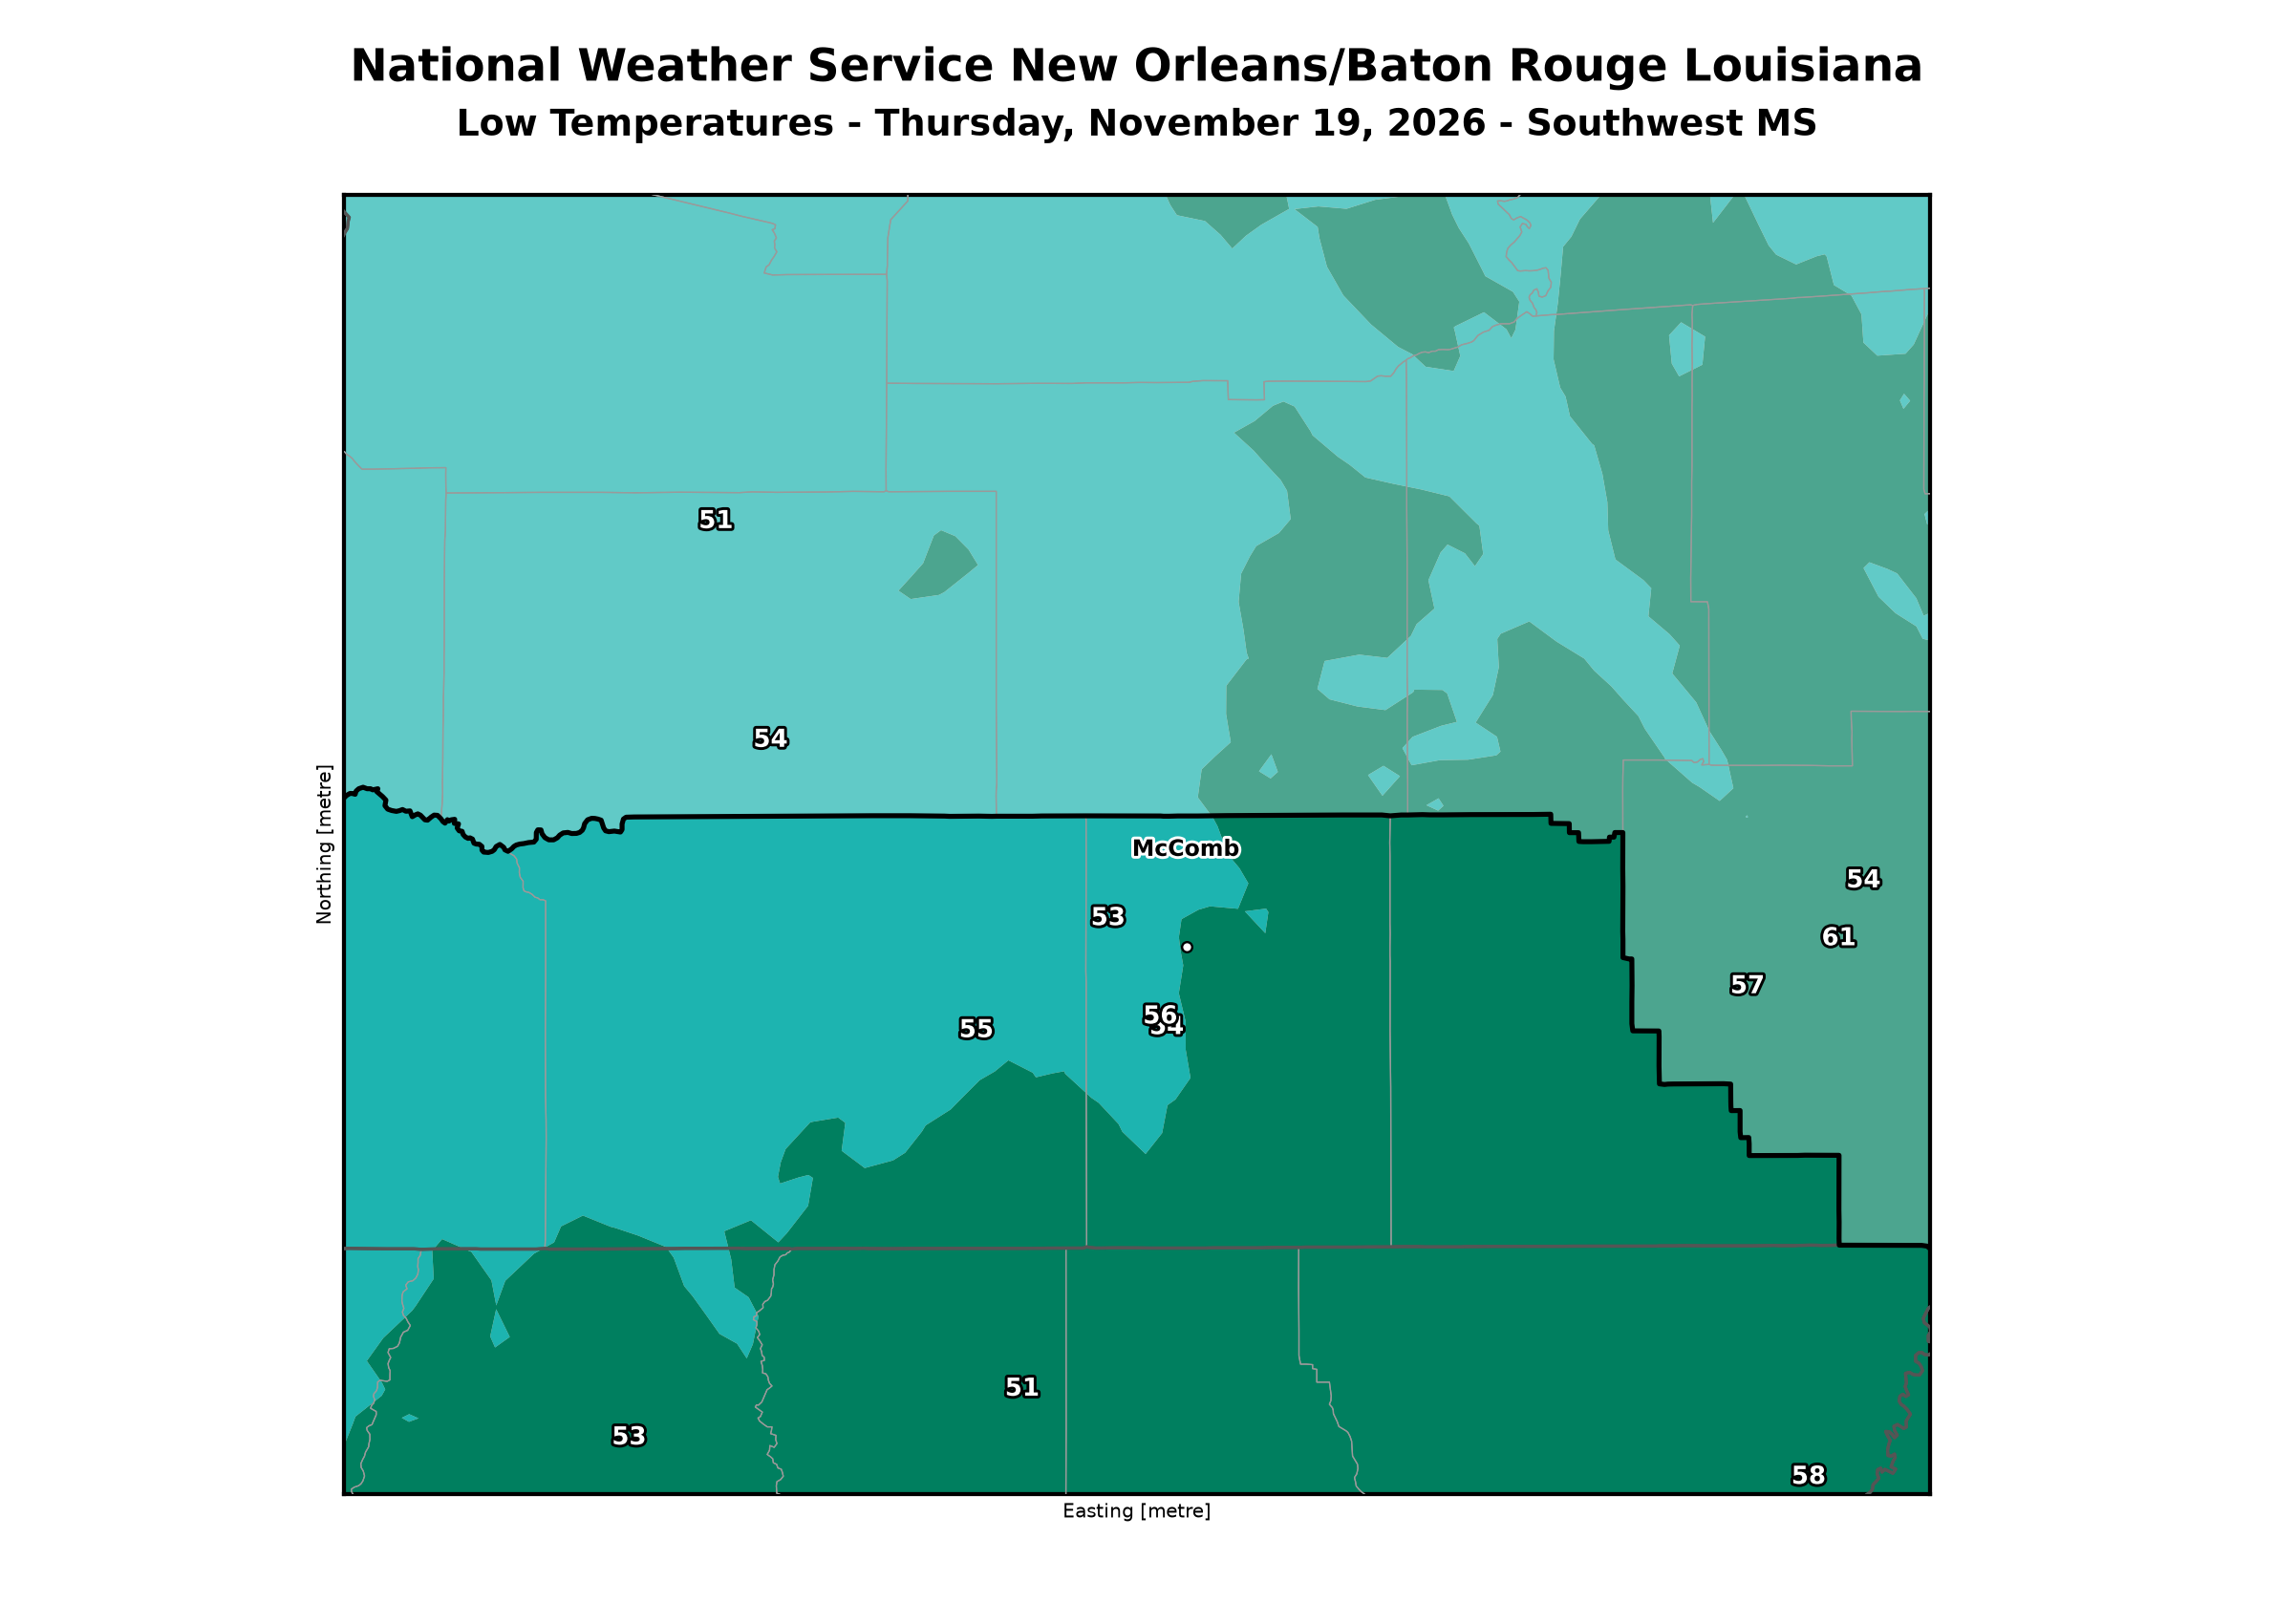 National Weather Service New Orleans/Baton Rouge Louisiana
Low Temperatures - Thursday, November 19, 2026 - Southwest MS
51
54
McComb
54
53
61
57
56
54
55
51
53
58
Northing [metre]
Easting [metre]